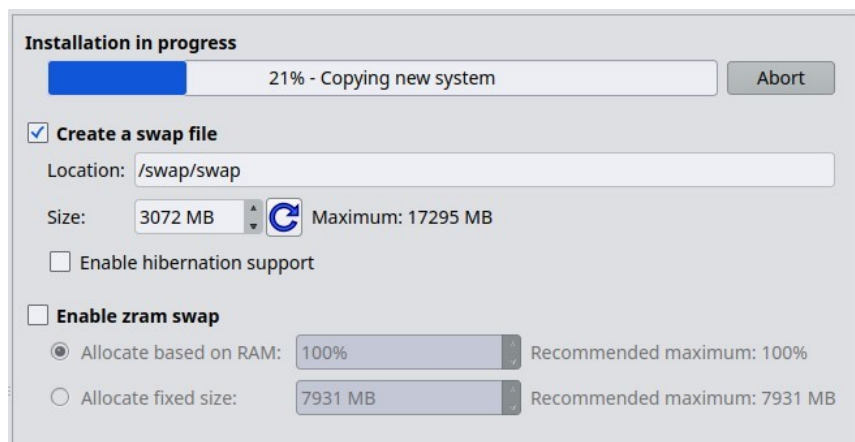 Installation in progress
21% - Copying new system Abort
Create a swap file
Location: /swap/swap
Size: 3072 MB Maximum: 17295 MB
Enable hibernation support
Enable zram swap
Allocate based on RAM: 100% Recommended maximum: 100%
Allocate fixed size: 7931 MB Recommended maximum: 7931 MB